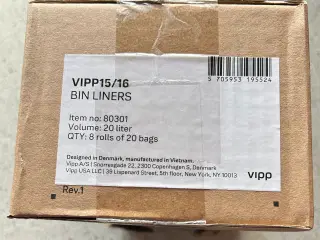 VIPP15/16
BIN LINERS
5 705953 195524
Item no: 80301
Volume: 20 liter
QTY: 8 rolls of 20 bags
Designed in Denmark, manufactured in Vietnam.
Vipp A/S | Snorresgade 22, 2300 Copenhagen S, Denmark
Vipp USA LLC | 39 Lispenard Street, 5th floor, New York, NY 10013
vipp
Rev.1